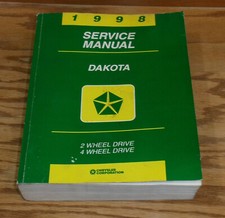 1998
SERVICE
MANUAL
DAKOTA
2 WHEEL DRIVE
4 WHEEL DRIVE
CHRYSLER
CORPORATION